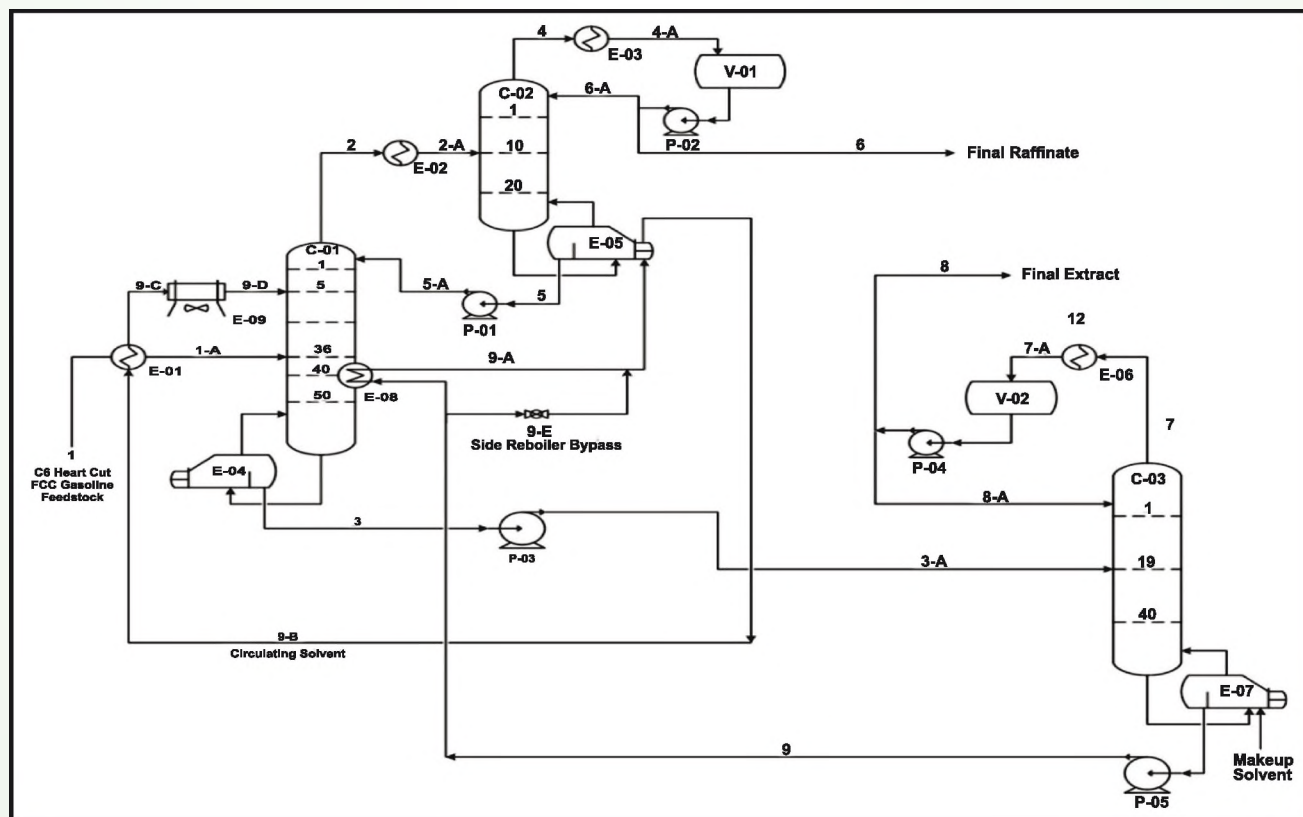 4
4-A
E-03
V-01
C-02
1
6-A
P-02
2
2-A
10
6
Final Raffinate
E-02
20
E-05
C-01
1
8
Final Extract
9-C
9-D
5
5-A
5
E-09
P-01
12
7-A
1-A
36
9-A
E-01
40
E-06
E-08
V-02
50
9-E
Side Reboiler Bypass
7
1
C6 Heart Cut
FCC Gasoline
Feedstock
E-04
P-04
C-03
8-A
1
3
P-03
3-A
19
40
9-B
Circulating Solvent
E-07
9
Makeup
Solvent
P-05